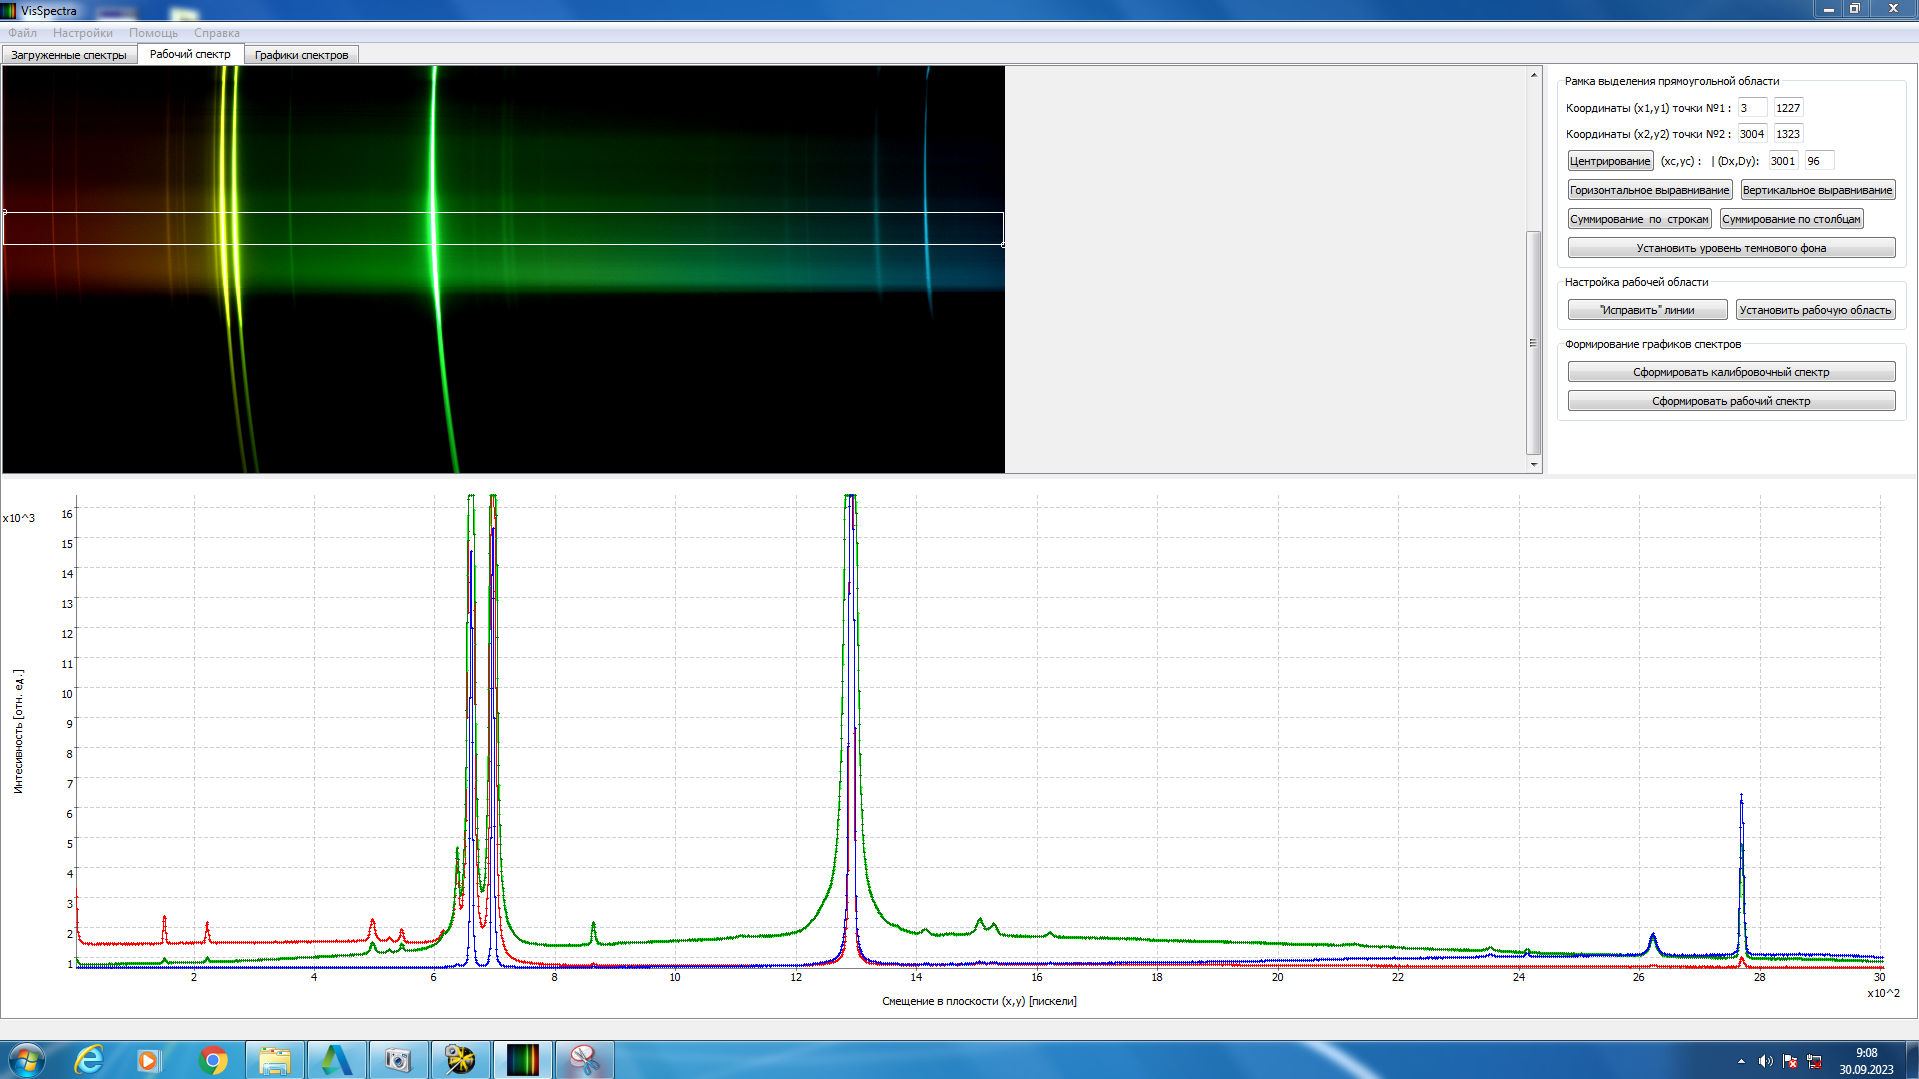 VisSpectra
Файл Настройки Помощь Справка
Загруженные спектры Рабочий спектр Графики спектров
Рамка выделения прямоугольной области
Координаты (x1,y1) точки №1 : 3 1227
Координаты (x2,y2) точки №2 : 3004 1323
Центрирование (xc,yc) : | (Dx,Dy): 3001 96
Горизонтальное выравнивание Вертикальное выравнивание
Суммирование по строкам Суммирование по столбцам
Установить уровень темнового фона
Настройка рабочей области
"Исправить" линии Установить рабочую область
Формирование графиков спектров
Сформировать калибровочный спектр
Сформировать рабочий спектр
x10^3
16
15
14
13
12
11
10
9
8
7
6
5
4
3
2
1
Интесивность [отн. ед.]
2 4 6 8 10 12 14 16 18 20 22 24 26 28 30
x10^2
Смещение в плоскости (x,y) [пискели]
9:08
30.09.2023